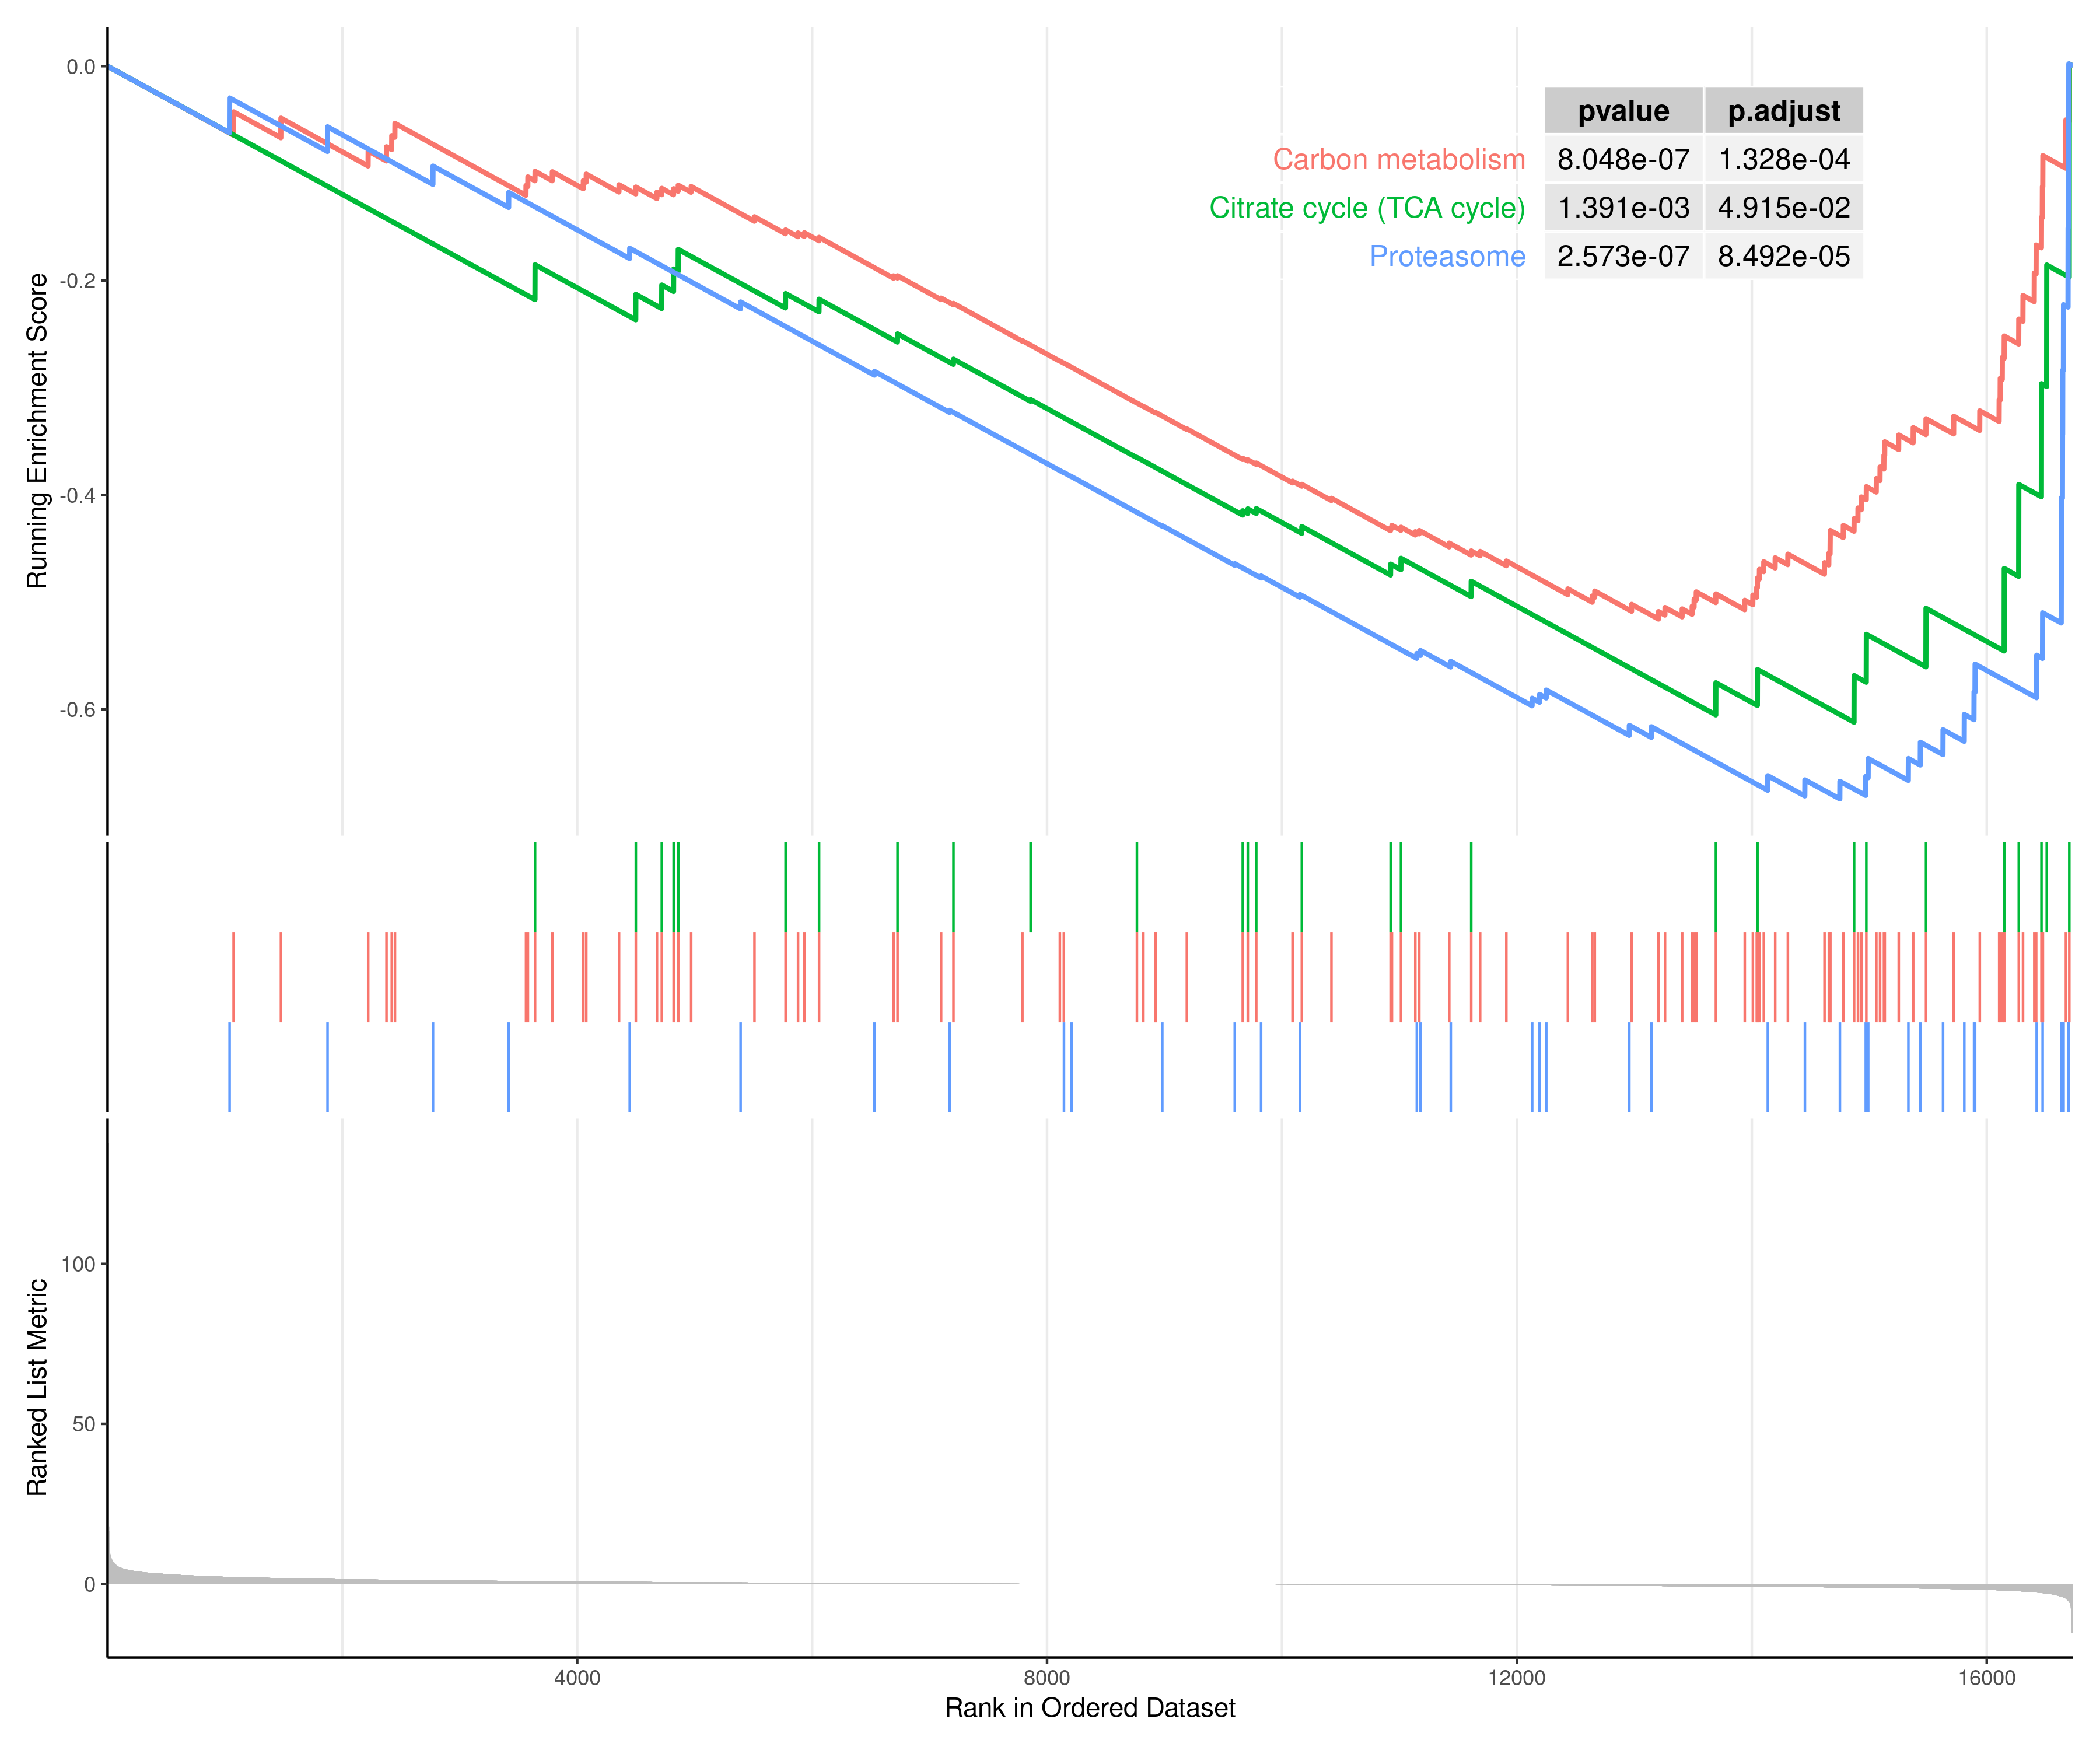 0.0
-0.2
-0.4
-0.6
Running Enrichment Score
pvalue p.adjust
Carbon metabolism 8.048e-07 1.328e-04
Citrate cycle (TCA cycle) 1.391e-03 4.915e-02
Proteasome 2.573e-07 8.492e-05
100
50
0
Ranked List Metric
4000 8000 12000 16000
Rank in Ordered Dataset